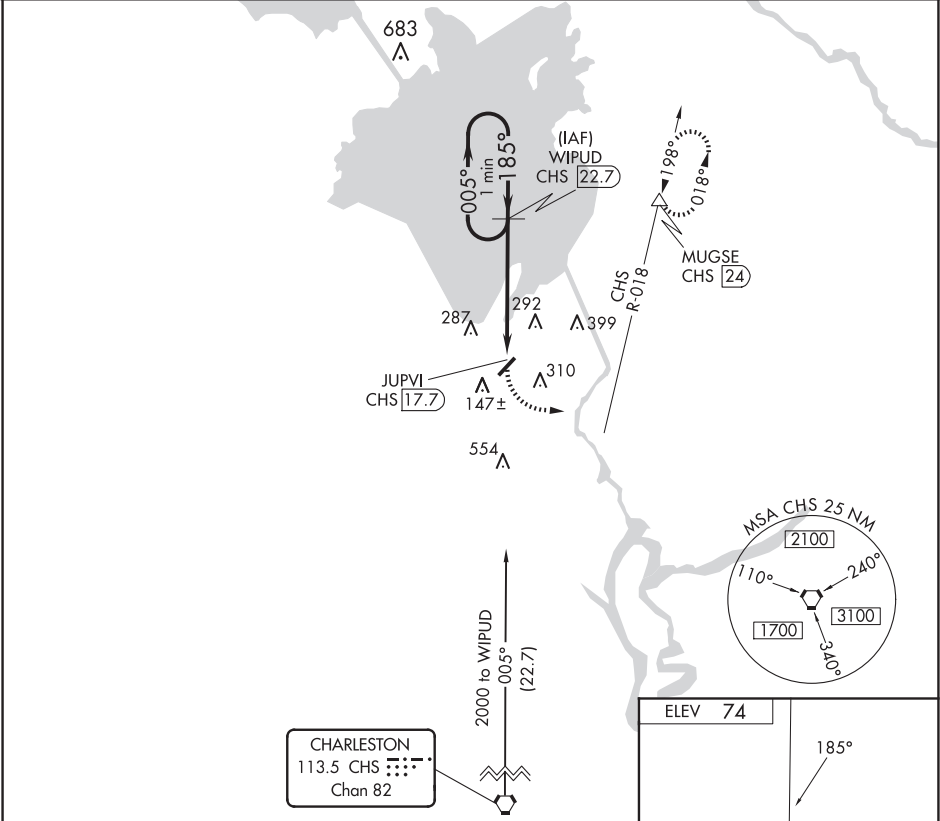 683
(IAF)
WIPUD
CHS 22.7
005°
1 min
185°
198°
018°
MUGSE
CHS 24
CHS
R-018
287
292
399
JUPVI
CHS 17.7
147±
310
554
MSA CHS 25 NM
2100
110°
240°
1700
3100
340°
2000 to WIPUD
005°
(22.7)
ELEV 74
185°
CHARLESTON
113.5 CHS
Chan 82